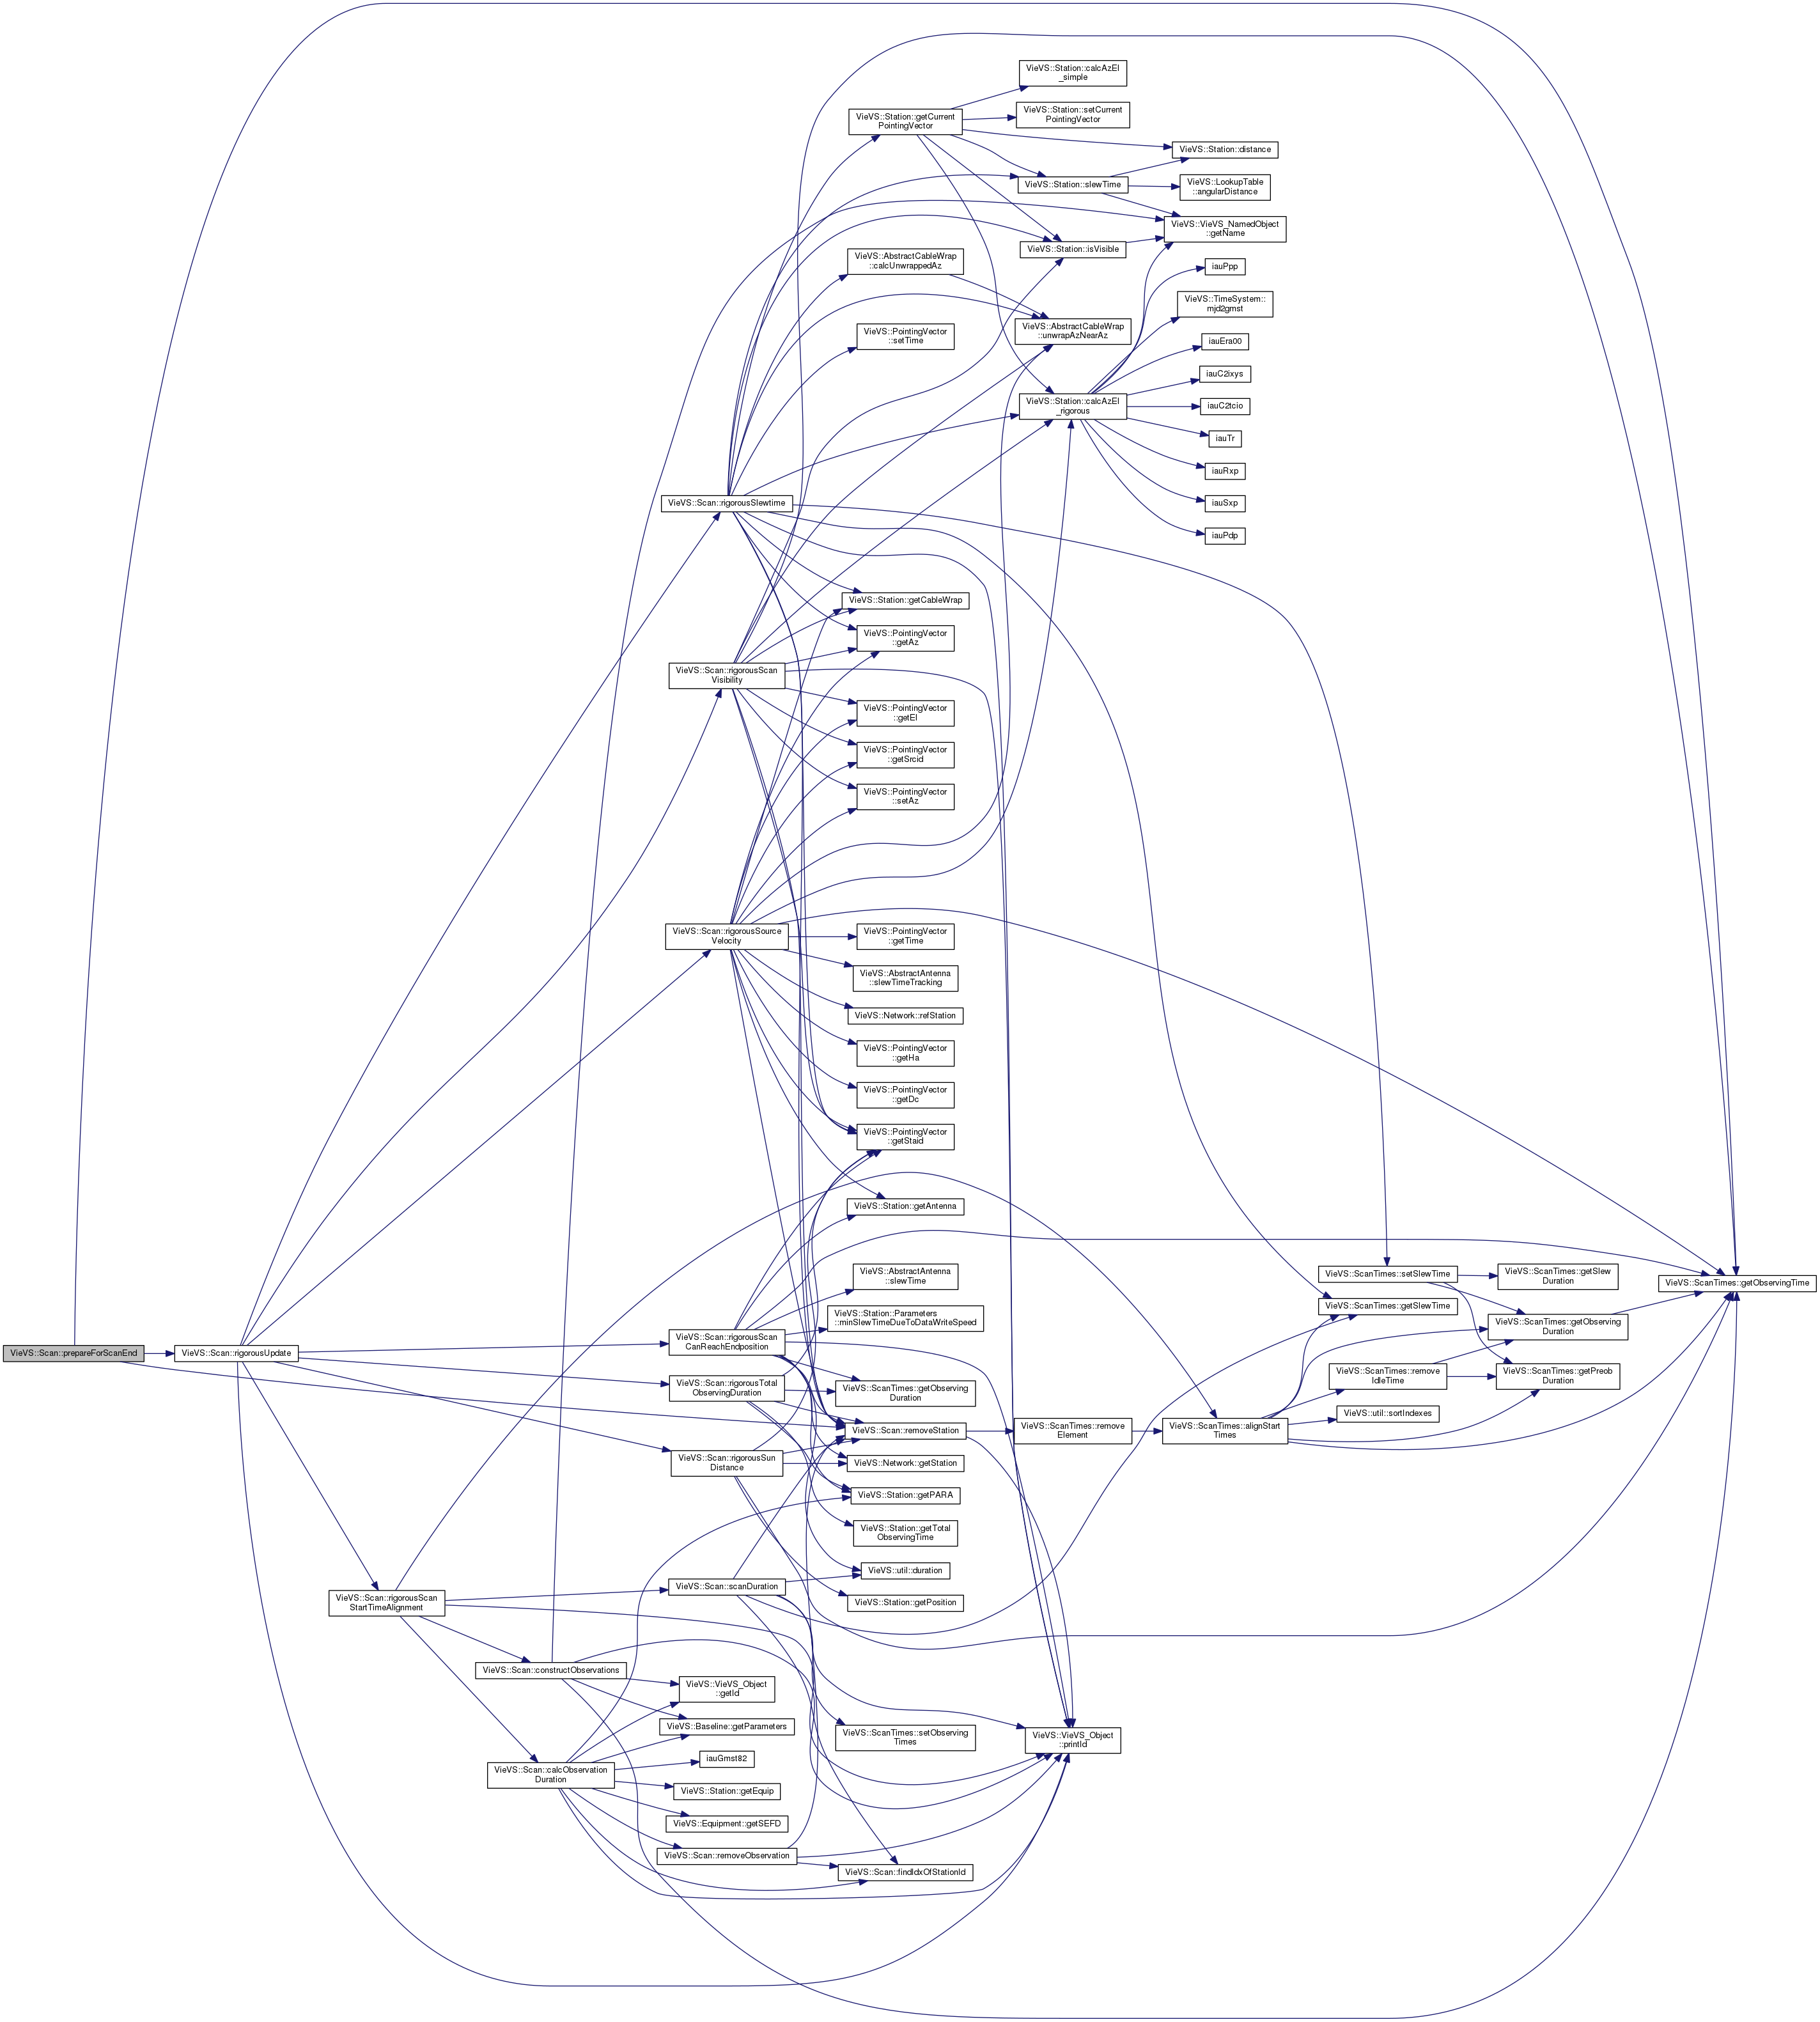 VieVS::Scan::prepareForScanEnd
VieVS::Scan::rigorousUpdate
VieVS::Scan::rigorousScan
StartTimeAlignment
VieVS::Scan::constructObservations
VieVS::Scan::calcObservation
Duration
VieVS::Scan::rigorousSlewtime
VieVS::Scan::rigorousScan
Visibility
VieVS::Scan::rigorousSource
Velocity
VieVS::Scan::rigorousScan
CanReachEndposition
VieVS::Scan::rigorousTotal
ObservingDuration
VieVS::Scan::rigorousSun
Distance
VieVS::Scan::scanDuration
VieVS::VieVS_Object
::getId
VieVS::Baseline::getParameters
iauGmst82
VieVS::Station::getEquip
VieVS::Equipment::getSEFD
VieVS::Scan::removeObservation
VieVS::Station::getCurrent
PointingVector
VieVS::AbstractCableWrap
::calcUnwrappedAz
VieVS::PointingVector
::setTime
VieVS::Station::getCableWrap
VieVS::PointingVector
::getAz
VieVS::PointingVector
::getEl
VieVS::PointingVector
::getSrcid
VieVS::PointingVector
::setAz
VieVS::PointingVector
::getTime
VieVS::AbstractAntenna
::slewTimeTracking
VieVS::Network::refStation
VieVS::PointingVector
::getHa
VieVS::PointingVector
::getDc
VieVS::PointingVector
::getStaid
VieVS::Station::getAntenna
VieVS::AbstractAntenna
::slewTime
VieVS::Station::Parameters
::minSlewTimeDueToDataWriteSpeed
VieVS::ScanTimes::getObserving
Duration
VieVS::Scan::removeStation
VieVS::Network::getStation
VieVS::Station::getPARA
VieVS::Station::getTotal
ObservingTime
VieVS::util::duration
VieVS::Station::getPosition
VieVS::ScanTimes::setObserving
Times
VieVS::Scan::findIdxOfStationId
VieVS::Station::calcAzEl
_simple
VieVS::Station::setCurrent
PointingVector
VieVS::Station::slewTime
VieVS::Station::isVisible
VieVS::AbstractCableWrap
::unwrapAzNearAz
VieVS::Station::calcAzEl
_rigorous
VieVS::ScanTimes::remove
Element
VieVS::VieVS_Object
::printId
VieVS::Station::distance
VieVS::LookupTable
::angularDistance
VieVS::VieVS_NamedObject
::getName
iauPpp
VieVS::TimeSystem::
mjd2gmst
iauEra00
iauC2ixys
iauC2tcio
iauTr
iauRxp
iauSxp
iauPdp
VieVS::ScanTimes::alignStart
Times
VieVS::ScanTimes::setSlewTime
VieVS::ScanTimes::getSlewTime
VieVS::ScanTimes::remove
IdleTime
VieVS::util::sortIndexes
VieVS::ScanTimes::getSlew
Duration
VieVS::ScanTimes::getObserving
Duration
VieVS::ScanTimes::getPreob
Duration
VieVS::ScanTimes::getObservingTime